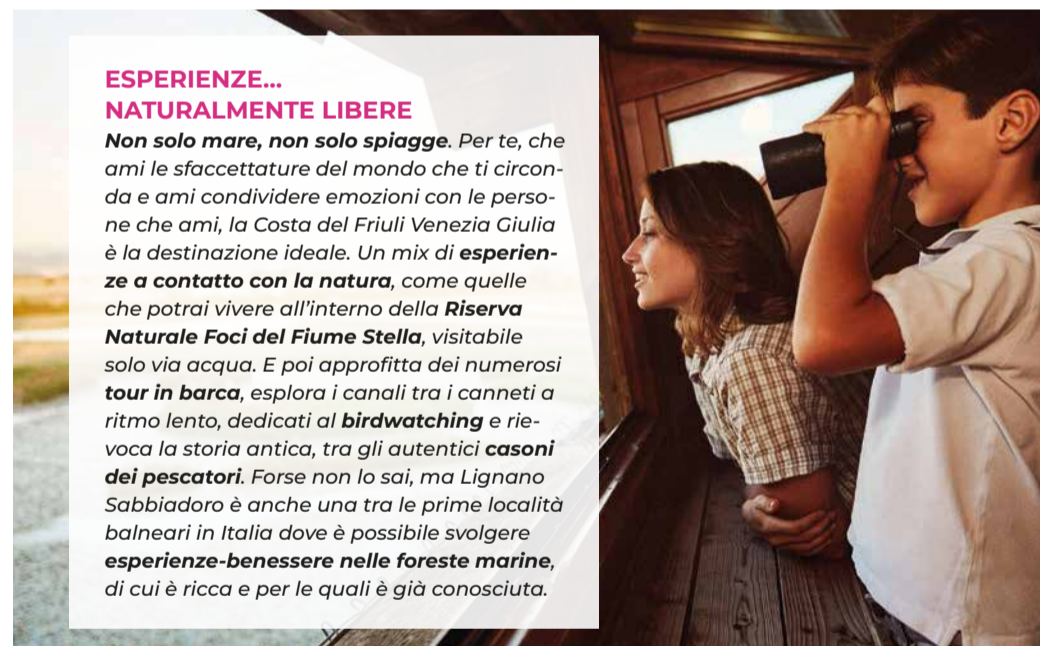 ESPERIENZE...
NATURALMENTE LIBERE
Non solo mare, non solo spiagge. Per te, che
ami le sfaccettature del mondo che ti circon-
da e ami condividere emozioni con le perso-
ne che ami, la Costa del Friuli Venezia Giulia
è la destinazione ideale. Un mix di esperien-
ze a contatto con la natura, come quelle
che potrai vivere all'interno della Riserva
Naturale Foci del Fiume Stella, visitabile
solo via acqua. E poi approfitta dei numerosi
tour in barca, esplora i canali tra i canneti a
ritmo lento, dedicati al birdwatching e rie-
voca la storia antica, tra gli autentici casoni
dei pescatori. Forse non lo sai, ma Lignano
Sabbiadoro è anche una tra le prime località
balneari in Italia dove è possibile svolgere
esperienze-benessere nelle foreste marine,
di cui è ricca e per le quali è già conosciuta.